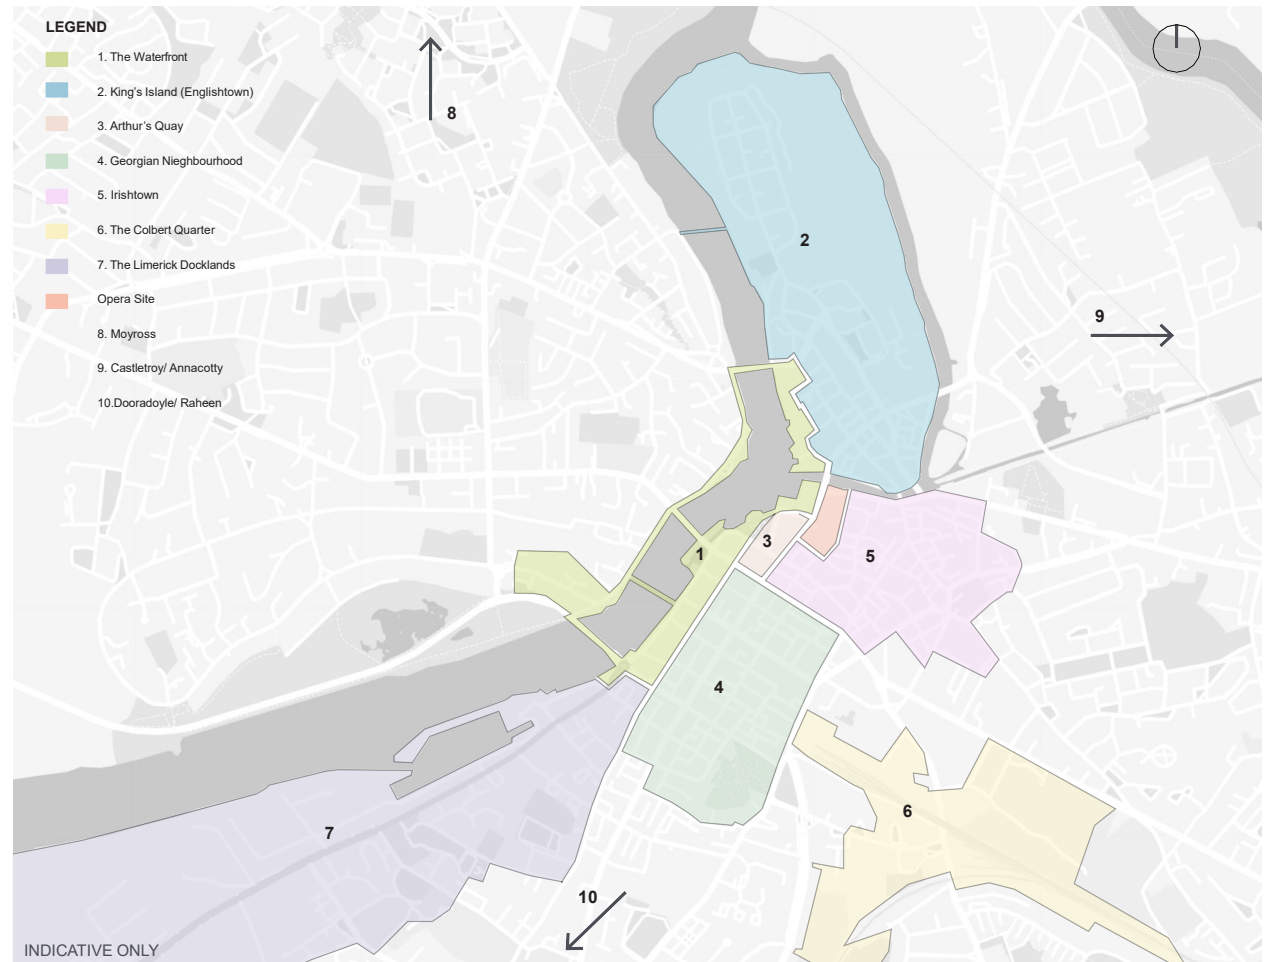 LEGEND
1. The Waterfront
2. King's Island (Englishtown)
3. Arthur's Quay
4. Georgian Nieghbourhood
5. Irishtown
6. The Colbert Quarter
7. The Limerick Docklands
Opera Site
8. Moyross
9. Castletroy/ Annacotty
10.Dooradoyle/ Raheen
8
2
9
3
1
5
4
6
7
10
INDICATIVE ONLY